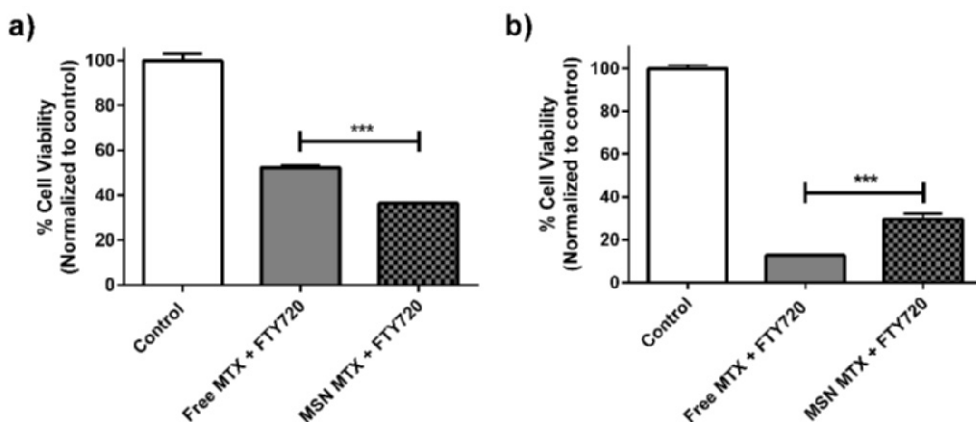 a)
% Cell Viability
(Normalized to control)
100
80
60
40
20
0
***
Control
Free MTX + FTY720
MSN MTX + FTY720
b)
% Cell Viability
(Normalized to control)
100
80
60
40
20
0
***
Control
Free MTX + FTY720
MSN MTX + FTY720